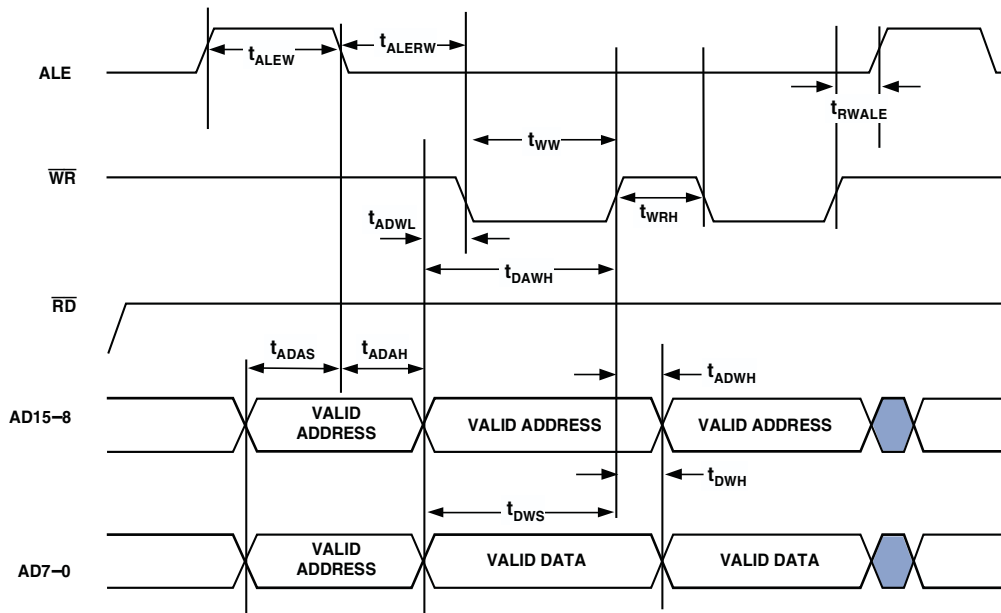 tALEW
tALERW
ALE
tRWALE
tWW
WR
tWRH
tADWL
tDAWH
RD
tADAS
tADAH
tADWH
AD15–8
VALID
ADDRESS
VALID ADDRESS
VALID ADDRESS
tDWH
tDWS
AD7–0
VALID
ADDRESS
VALID DATA
VALID DATA